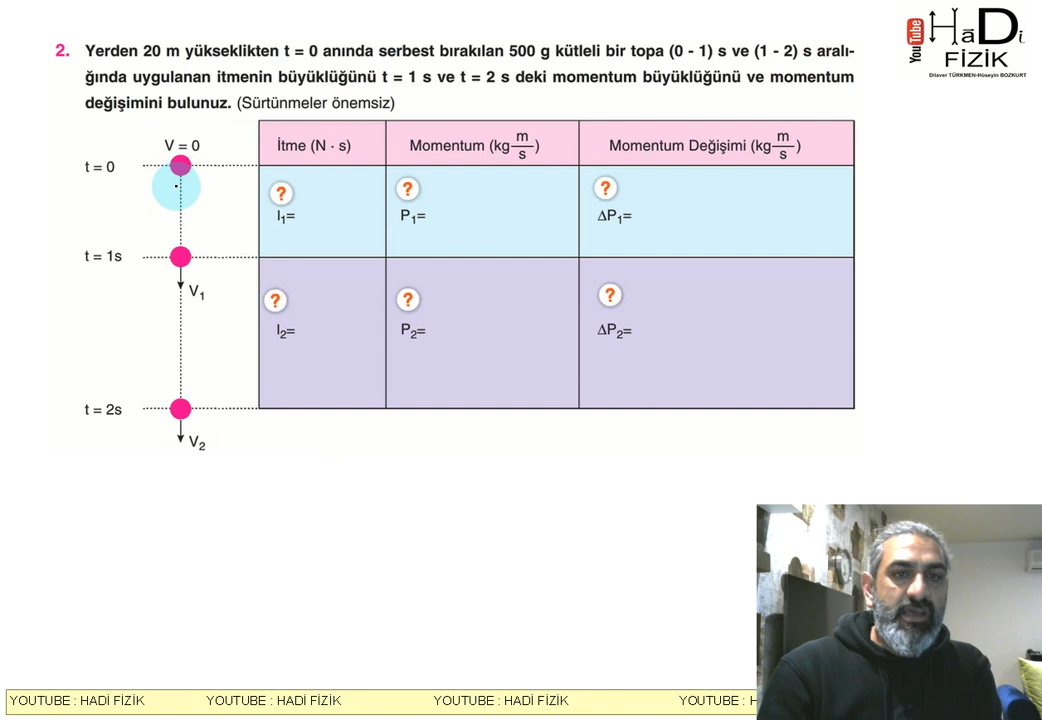 YouTube HāDi
FİZİK
Dilaver TÜRKMEN-Hüseyin BOZKURT
2. Yerden 20 m yükseklikten t = 0 anında serbest bırakılan 500 g kütleli bir topa (0 - 1) s ve (1 - 2) s aralı-
ğında uygulanan itmenin büyüklüğünü t = 1 s ve t = 2 s deki momentum büyüklüğünü ve momentum
değişimini bulunuz. (Sürtünmeler önemsiz)
V = 0
t = 0
t = 1s
V₁
t = 2s
V₂
İtme (N · s) Momentum (kg m/s) Momentum Değişimi (kg m/s)
? ? ?
I₁= P₁= ΔP₁=
? ? ?
I₂= P₂= ΔP₂=
YOUTUBE : HADİ FİZİK YOUTUBE : HADİ FİZİK YOUTUBE : HADİ FİZİK YOUTUBE : H